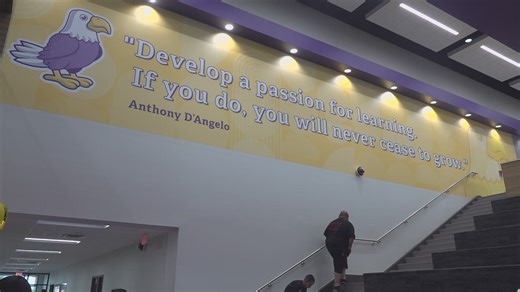 "Develop a passion for learning.
If you do, you will never cease to grow."
Anthony D'Angelo